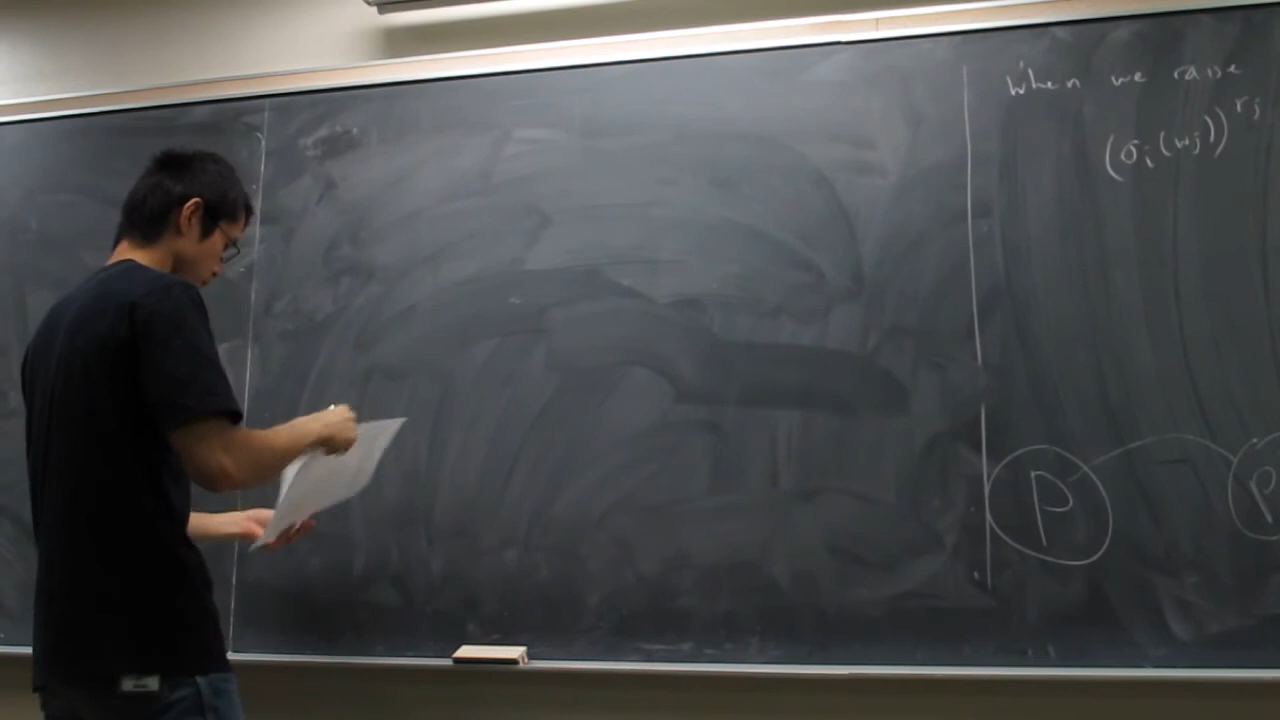 When we raise
(σᵢ(wⱼ))^rⱼ
P P